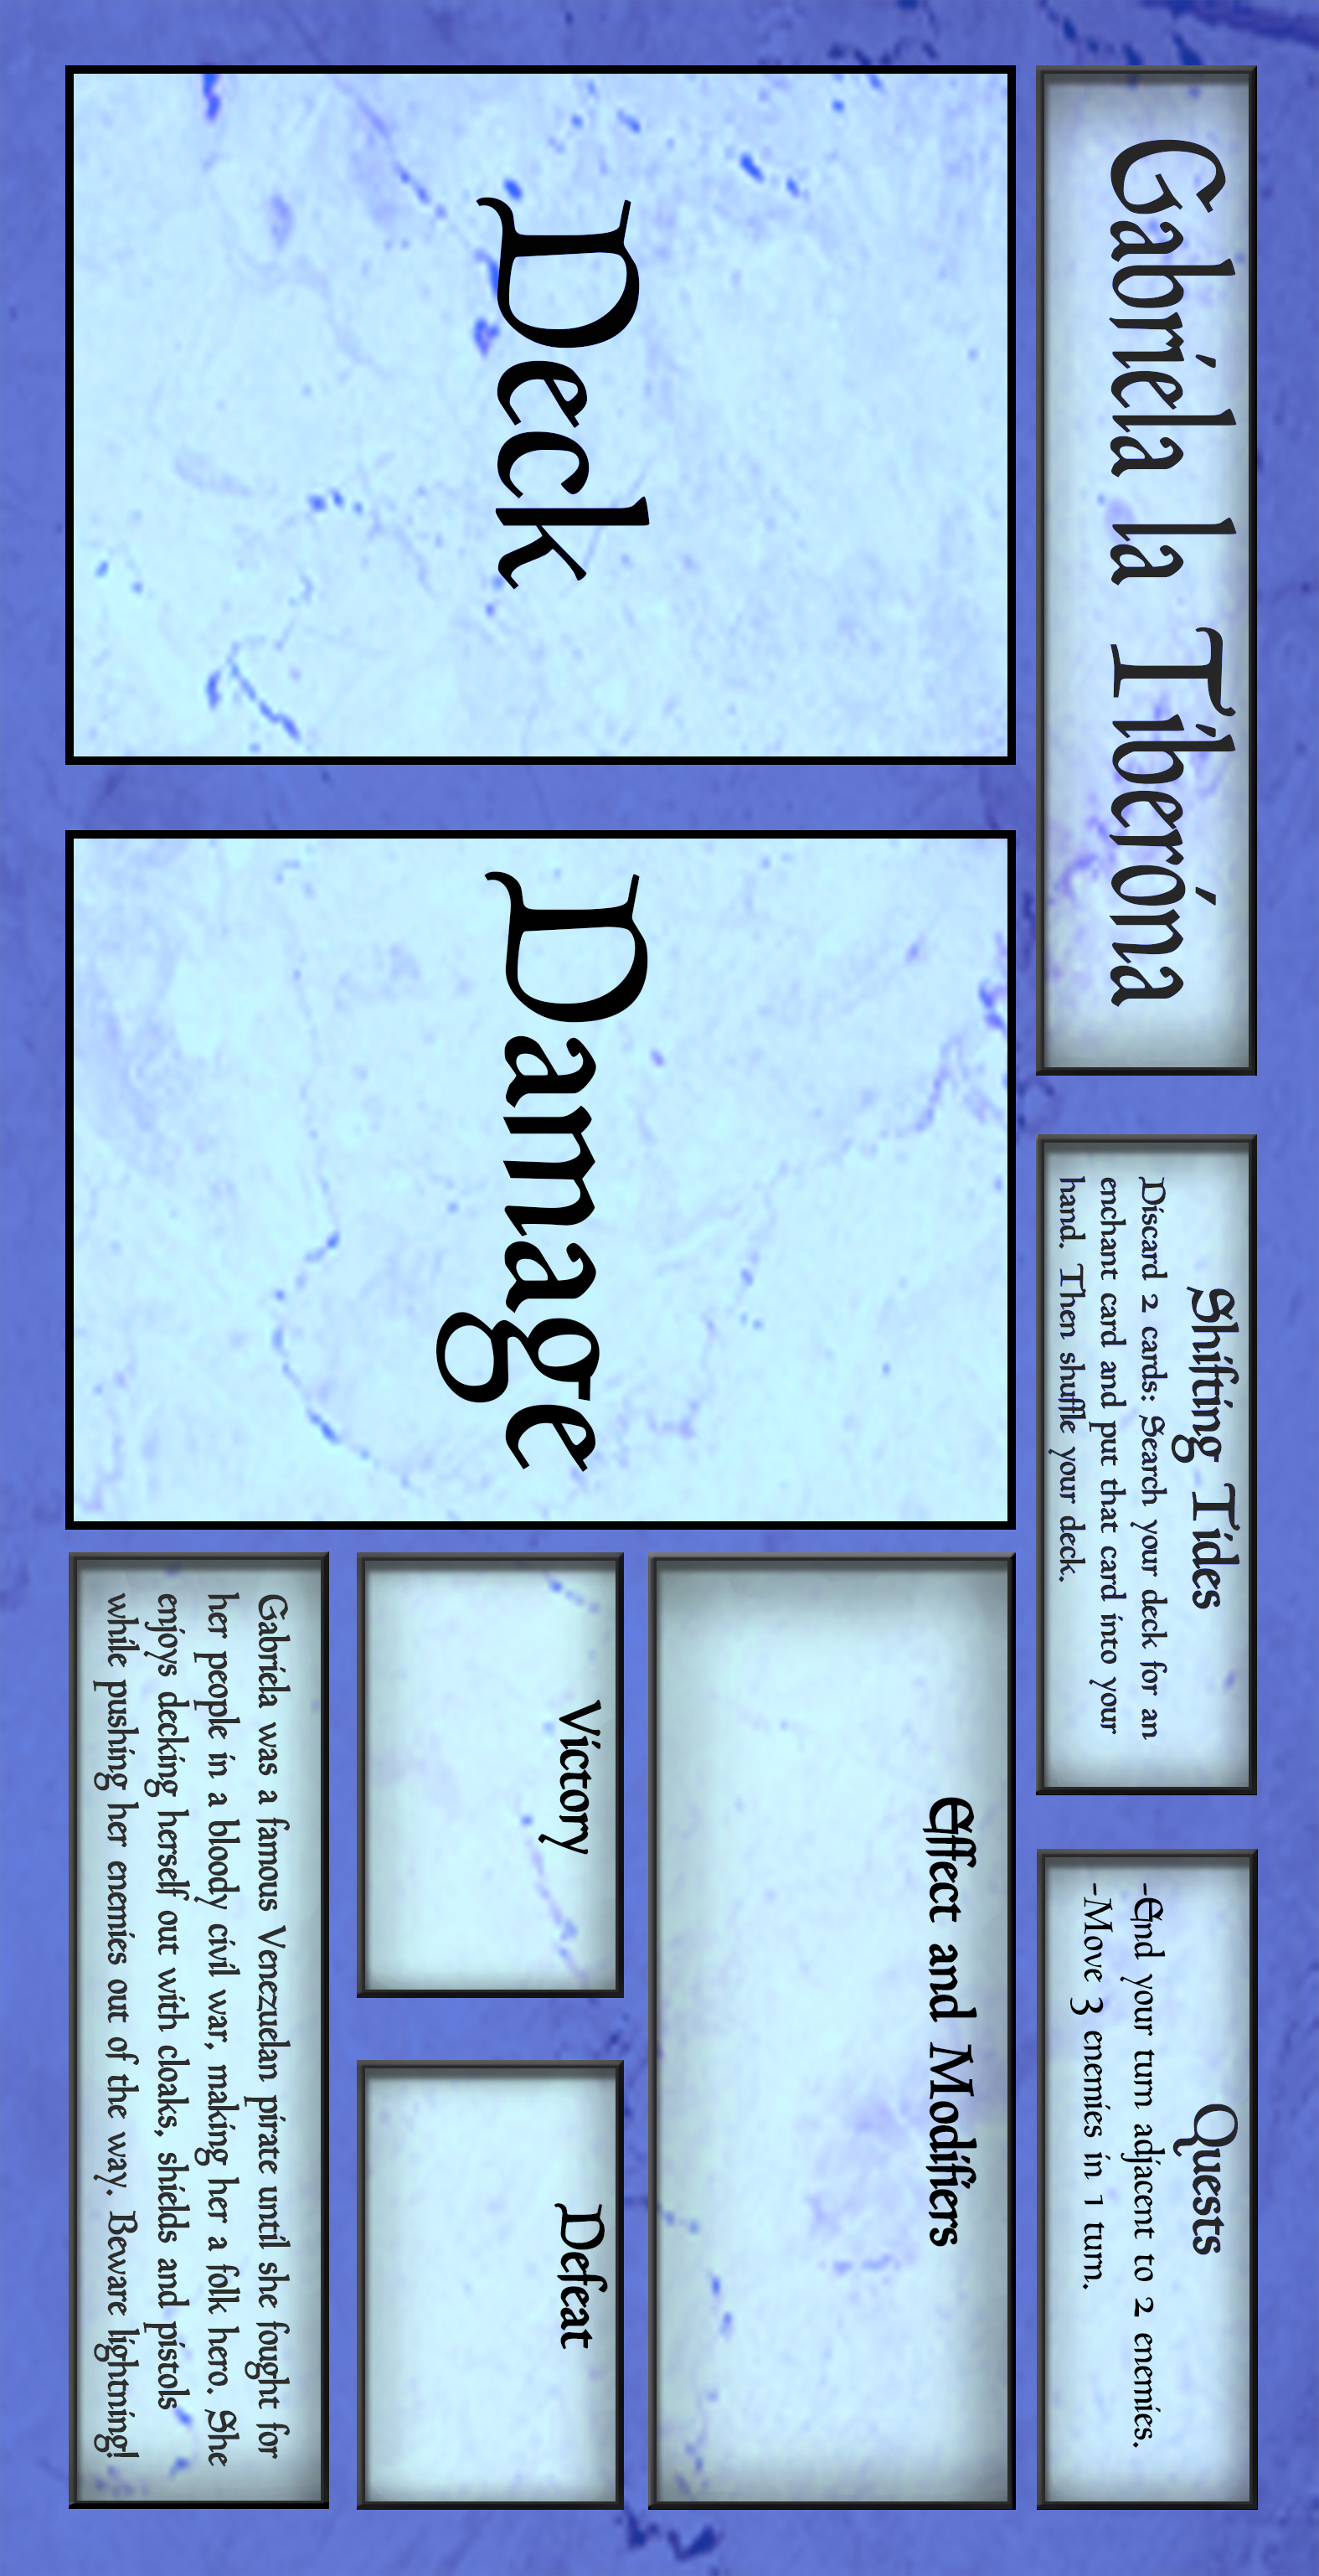 Gabriela la Tiberóna
Shifting Tides
Discard 2 cards: Search your deck for an
enchant card and put that card into your
hand. Then shuffle your deck.
Quests
-End your turn adjacent to 2 enemies.
-Move 3 enemies in 1 turn.
Deck
Damage
Effect and Modifiers
Victory
Defeat
Gabriela was a famous Venezuelan pirate until she fought for
her people in a bloody civil war, making her a folk hero. She
enjoys decking herself out with cloaks, shields and pistols
while pushing her enemies out of the way. Beware lightning!